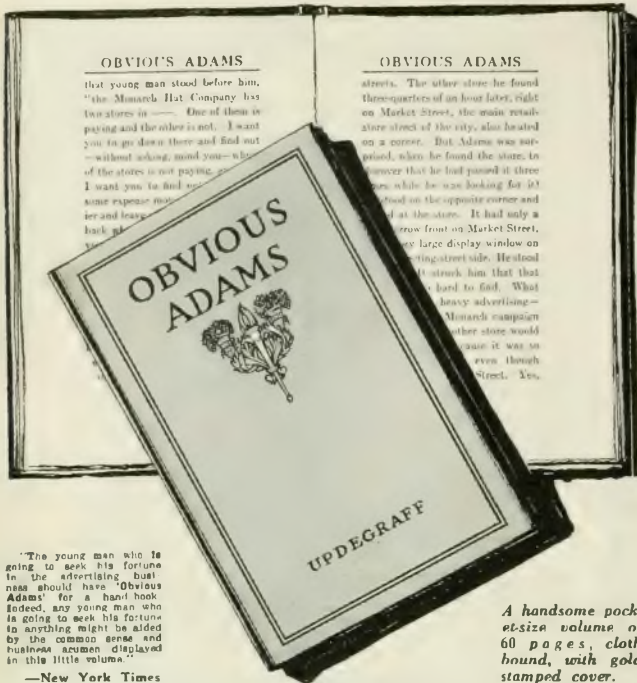 OBVIOUS ADAMS
that young man stood before him,
"the Monarch Hat Company has
two stores in ——. One of them is
paying and the other is not. I want
you to go down there and find out
—without asking, mind you—
of the stores is not paying,
I want you to find
some expense
ier and leave
back
OBVIOUS ADAMS
streets. The other store he found
three-quarters of an hour later, right
on Market Street, the main retail-
store street of the city, also located
on a corner. But Adams was sur-
prised, when he found the store, to
discover that he had passed it three
while he was looking for it!
stood on the opposite corner and
at the store. It had only a
front on Market Street,
large display window on
street side. He stood
struck him that that
hard to find. What
heavy advertising—
Monarch campaign
other store would
it was so
even though
Street. Yes,
OBVIOUS
ADAMS
UPDEGRAFF
"The young man who is
going to seek his fortune
in the advertising busi
ness should have 'Obvious
Adams' for a hand book
Indeed, any young man who
is going to seek his fortune
in anything might be aided
by the common sense and
business acumen displayed
in this little volume."
—New York Times
A handsome pock
et-size volume o
60 pages, cloth
bound, with gold
stamped cover.